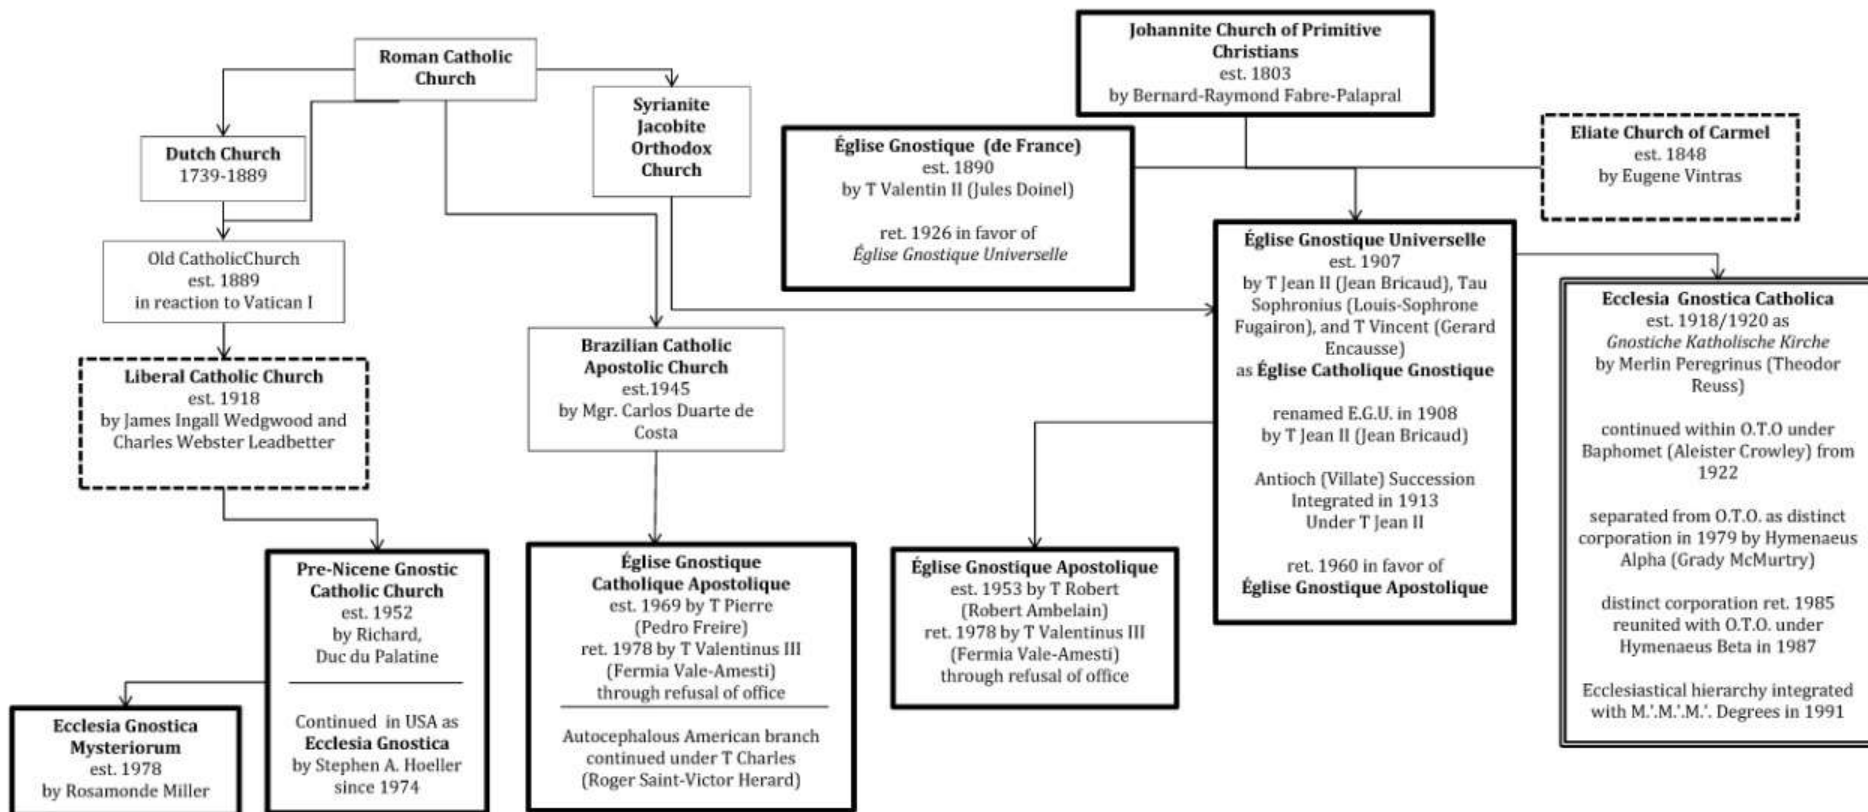 Roman Catholic
Church
Johannite Church of Primitive
Christians
est. 1803
by Bernard-Raymond Fabre-Palapral
Syrianite
Jacobite
Orthodox
Church
Dutch Church
1739-1889
Église Gnostique (de France)
est. 1890
by T Valentin II (Jules Doinel)
ret. 1926 in favor of
Église Gnostique Universelle
Eliate Church of Carmel
est. 1848
by Eugene Vintras
Old CatholicChurch
est. 1889
in reaction to Vatican I
Église Gnostique Universelle
est. 1907
by T Jean II (Jean Bricaud), Tau
Sophronius (Louis-Sophrone
Fugairon), and T Vincent (Gerard
Encausse)
as Église Catholique Gnostique
renamed E.G.U. in 1908
by T Jean II (Jean Bricaud)
Antioch (Villate) Succession
Integrated in 1913
Under T Jean II
ret. 1960 in favor of
Église Gnostique Apostolique
Ecclesia Gnostica Catholica
est. 1918/1920 as
Gnostiche Katholische Kirche
by Merlin Peregrinus (Theodor
Reuss)
continued within O.T.O under
Baphomet (Aleister Crowley) from
1922
separated from O.T.O. as distinct
corporation in 1979 by Hymenaeus
Alpha (Grady McMurtry)
distinct corporation ret. 1985
reunited with O.T.O. under
Hymenaeus Beta in 1987
Ecclesiastical hierarchy integrated
with M.'.M.'.M.'. Degrees in 1991
Liberal Catholic Church
est. 1918
by James Ingall Wedgwood and
Charles Webster Leadbetter
Brazilian Catholic
Apostolic Church
est.1945
by Mgr. Carlos Duarte de
Costa
Pre-Nicene Gnostic
Catholic Church
est. 1952
by Richard,
Duc du Palatine
Continued in USA as
Ecclesia Gnostica
by Stephen A. Hoeller
since 1974
Église Gnostique
Catholique Apostolique
est. 1969 by T Pierre
(Pedro Freire)
ret. 1978 by T Valentinus III
(Fermia Vale-Amesti)
through refusal of office
Autocephalous American branch
continued under T Charles
(Roger Saint-Victor Herard)
Église Gnostique Apostolique
est. 1953 by T Robert
(Robert Ambelain)
ret. 1978 by T Valentinus III
(Fermia Vale-Amesti)
through refusal of office
Ecclesia Gnostica
Mysteriorum
est. 1978
by Rosamonde Miller